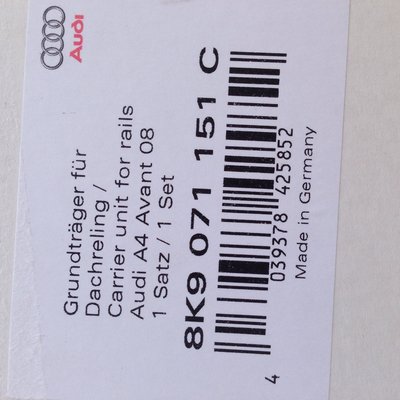 Audi
Grundträger für
Dachreling /
Carrier unit for rails
Audi A4 Avant 08
1 Satz / 1 Set
8K9 071 151 C
4 039378 425852
Made in Germany